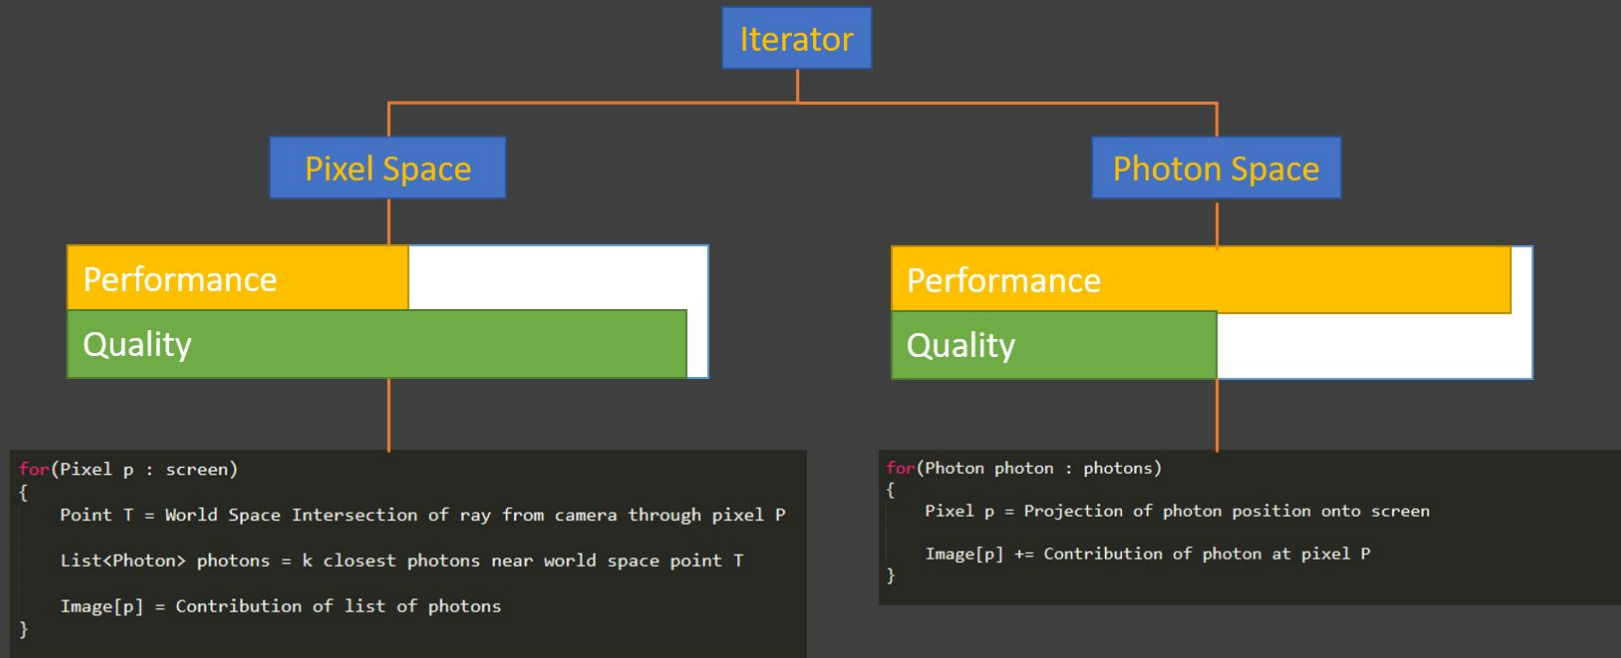 Iterator
Pixel Space
Photon Space
Performance
Quality
Performance
Quality
for(Pixel p : screen)
{
Point T = World Space Intersection of ray from camera through pixel P
List<Photon> photons = k closest photons near world space point T
Image[p] = Contribution of list of photons
}
for(Photon photon : photons)
{
Pixel p = Projection of photon position onto screen
Image[p] += Contribution of photon at pixel P
}